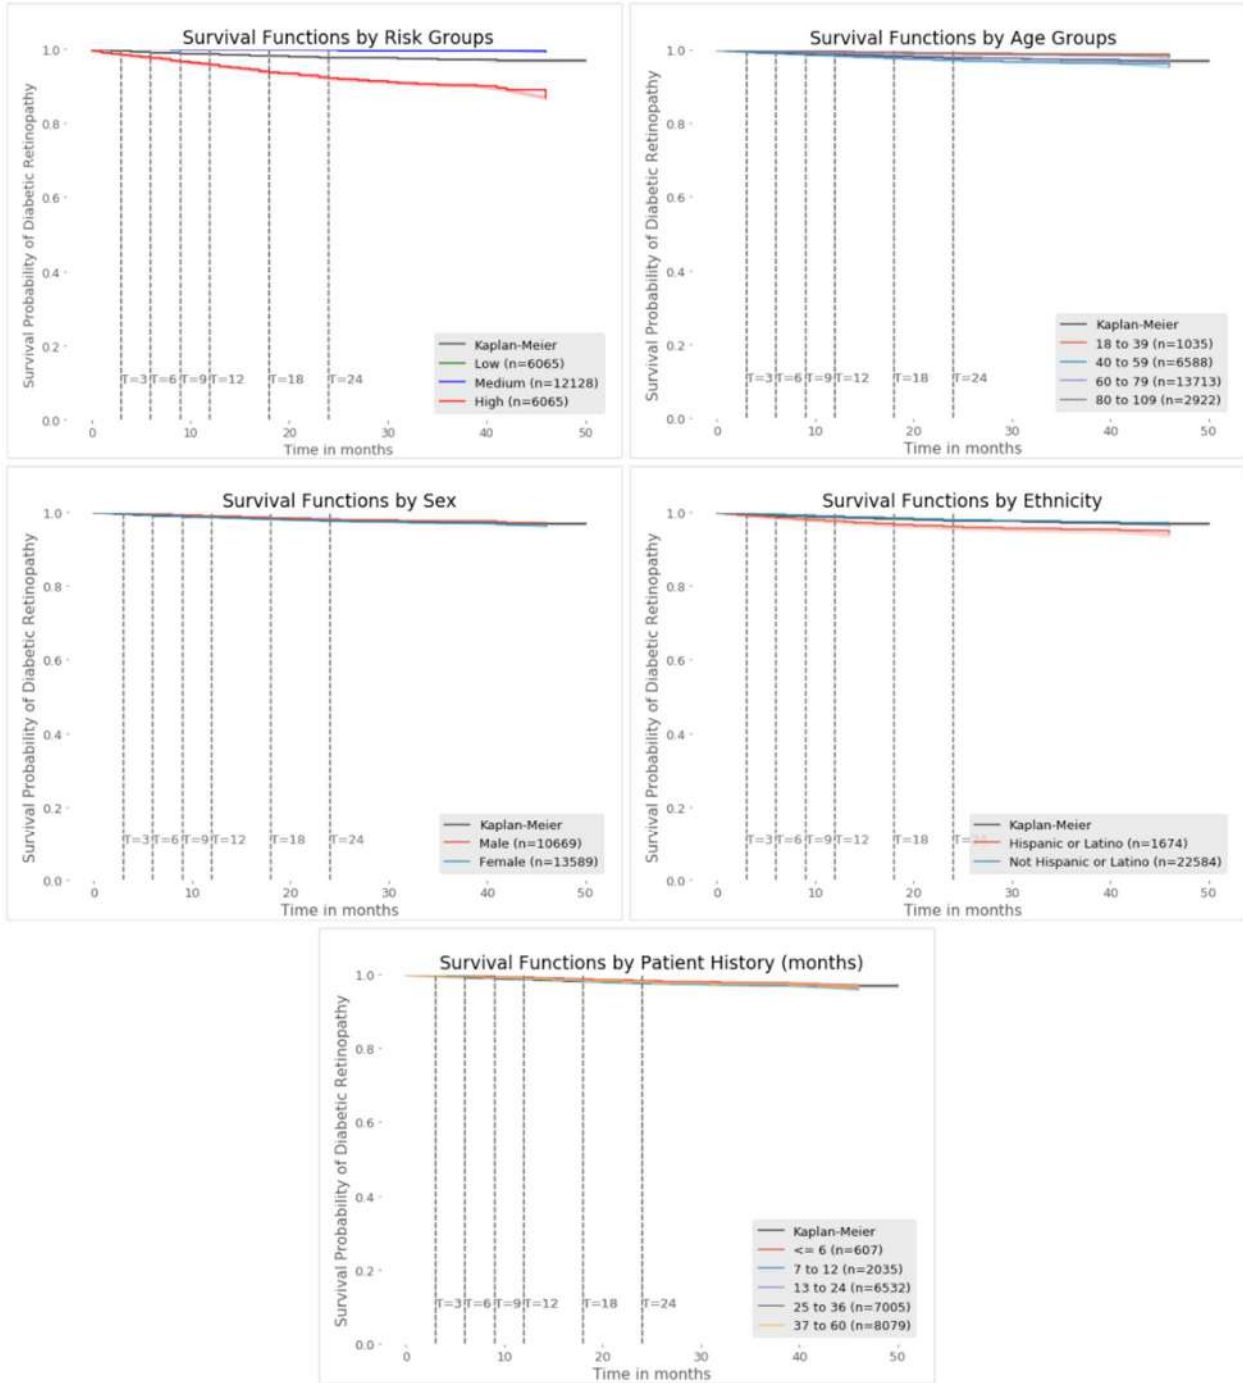 Survival Functions by Risk Groups
Survival Probability of Diabetic Retinopathy
1.0
0.8
0.6
0.4
0.2
0.0
T=3 T=6 T=9 T=12 T=18 T=24
Kaplan-Meier
Low (n=6065)
Medium (n=12128)
High (n=6065)
0 10 20 30 40 50
Time in months
Survival Functions by Age Groups
Survival Probability of Diabetic Retinopathy
1.0
0.8
0.6
0.4
0.2
0.0
T=3 T=6 T=9 T=12 T=18 T=24
Kaplan-Meier
18 to 39 (n=1035)
40 to 59 (n=6588)
60 to 79 (n=13713)
80 to 109 (n=2922)
0 10 20 30 40 50
Time in months
Survival Functions by Sex
Survival Probability of Diabetic Retinopathy
1.0
0.8
0.6
0.4
0.2
0.0
T=3 T=6 T=9 T=12 T=18 T=24
Kaplan-Meier
Male (n=10669)
Female (n=13589)
0 10 20 30 40 50
Time in months
Survival Functions by Ethnicity
Survival Probability of Diabetic Retinopathy
1.0
0.8
0.6
0.4
0.2
0.0
T=3 T=6 T=9 T=12 T=18
Kaplan-Meier
Hispanic or Latino (n=1674)
Not Hispanic or Latino (n=22584)
0 10 20 30 40 50
Time in months
Survival Functions by Patient History (months)
Survival Probability of Diabetic Retinopathy
1.0
0.8
0.6
0.4
0.2
0.0
T=3 T=6 T=9 T=12 T=18 T=24
Kaplan-Meier
<= 6 (n=607)
7 to 12 (n=2035)
13 to 24 (n=6532)
25 to 36 (n=7005)
37 to 60 (n=8079)
0 10 20 30 40 50
Time in months